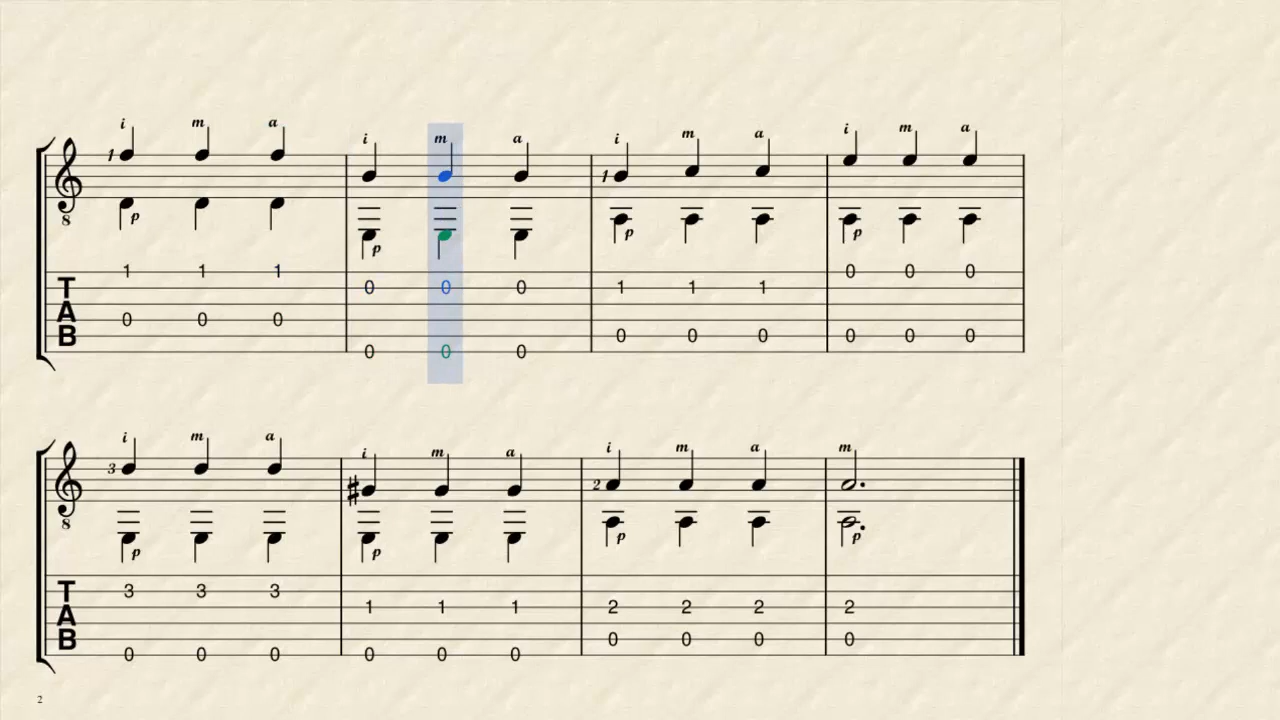 i m a i m a i m a i m a
1 1
p p p p
8
1 1 1 0 0 0
T 0 0 0 1 1 1
A 0 0 0
B 0 0 0 0 0 0
0 0 0
i m a i m a i m a m
3 2
p p p p
8
T 3 3 3
A 1 1 1 2 2 2 2
B 0 0 0 0
0 0 0 0 0 0
2